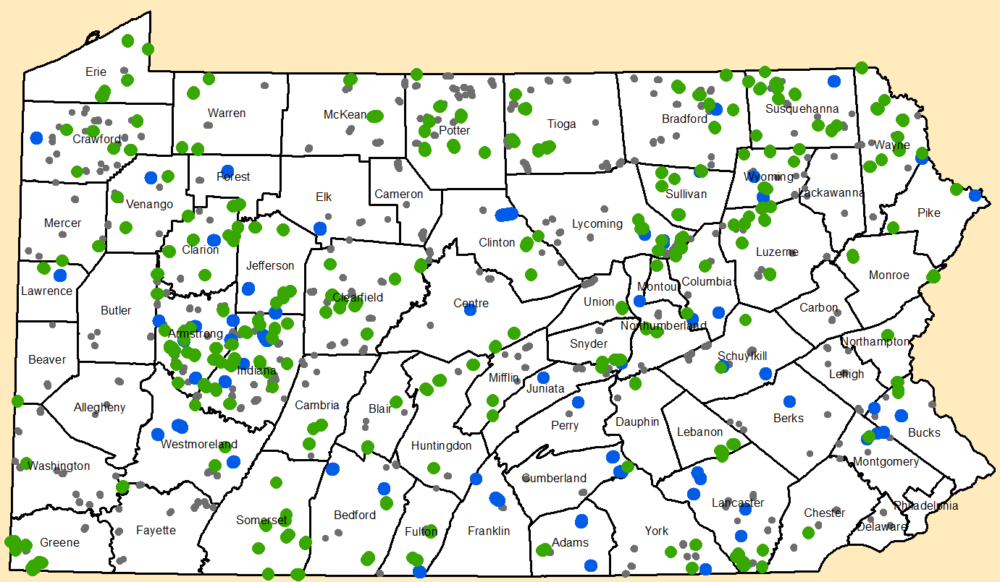 Erie
Warren
McKean
Potter
Tioga
Bradford
Susquehanna
Wayne
Crawford
Forest
Elk
Cameron
Sullivan
Wyoming
Lackawanna
Venango
Mercer
Clinton
Lycoming
Pike
Clarion
Jefferson
Luzerne
Lawrence
Clearfield
Centre
Union
Montour
Columbia
Monroe
Butler
Carbon
Armstrong
Northumberland
Northampton
Beaver
Snyder
Schuylkill
Indiana
Mifflin
Juniata
Lehigh
Allegheny
Cambria
Blair
Perry
Dauphin
Berks
Lebanon
Bucks
Westmoreland
Huntingdon
Washington
Cumberland
Montgomery
Lancaster
Philadelphia
Greene
Fayette
Somerset
Bedford
Fulton
Franklin
Adams
York
Chester
Delaware